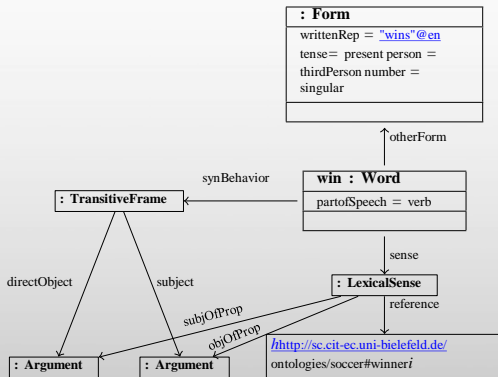 : Form
writtenRep = "wins"@en
tense= present person =
thirdPerson number =
singular
otherForm
synBehavior
win : Word
partofSpeech = verb
: TransitiveFrame
sense
directObject
subject
: LexicalSense
subjOfProp
objOfProp
reference
: Argument
: Argument
hhttp://sc.cit-ec.uni-bielefeld.de/
ontologies/soccer#winneri